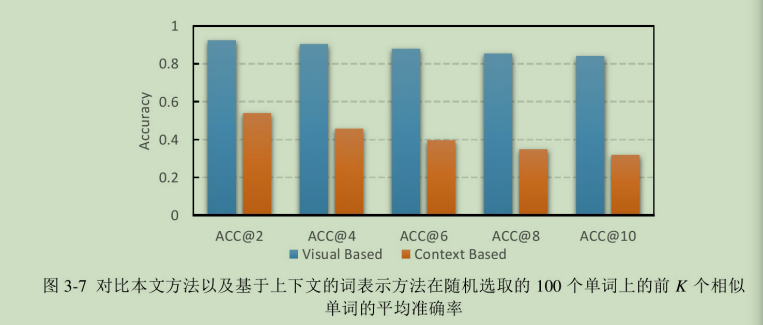 1
0.8
0.6
0.4
0.2
0
Accuracy
ACC@2 ACC@4 ACC@6 ACC@8 ACC@10
Visual Based Context Based
图 3-7 对比本文方法以及基于上下文的词表示方法在随机选取的 100 个单词上的前 K 个相似
单词的平均准确率